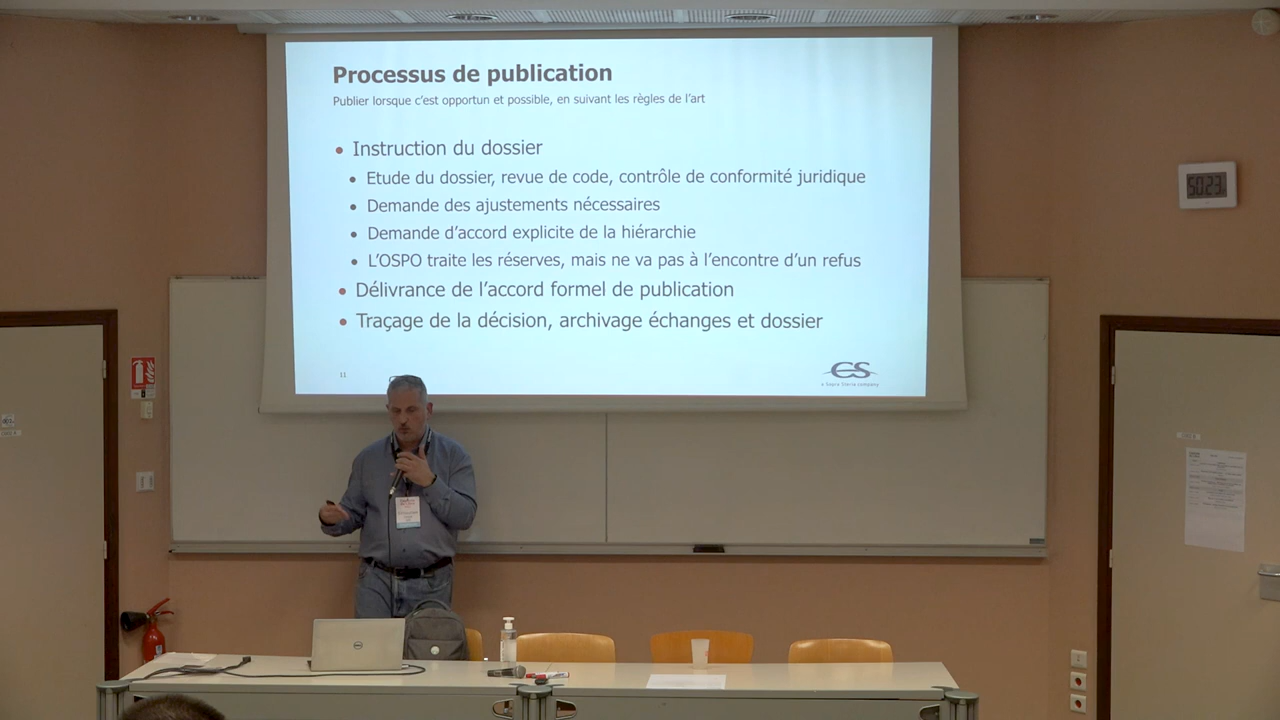 Processus de publication
Publier lorsque c'est opportun et possible, en suivant les règles de l'art
• Instruction du dossier
• Etude du dossier, revue de code, contrôle de conformité juridique
• Demande des ajustements nécessaires
• Demande d'accord explicite de la hiérarchie
• L'OSPO traite les réserves, mais ne va pas à l'encontre d'un refus
• Délivrance de l'accord formel de publication
• Traçage de la décision, archivage échanges et dossier
11
CS
a Sopra Steria company
50:23
DELL